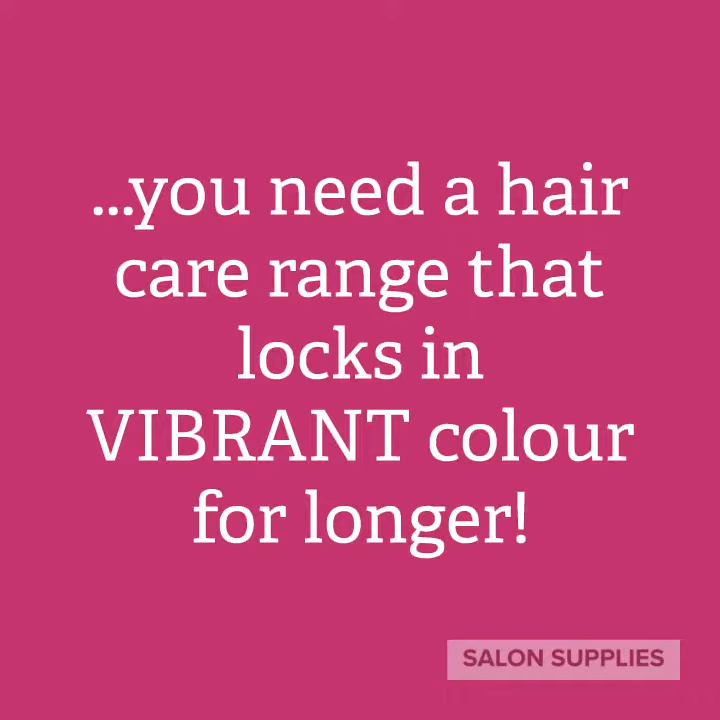 ...you need a hair
care range that
locks in
VIBRANT colour
for longer!
SALON SUPPLIES